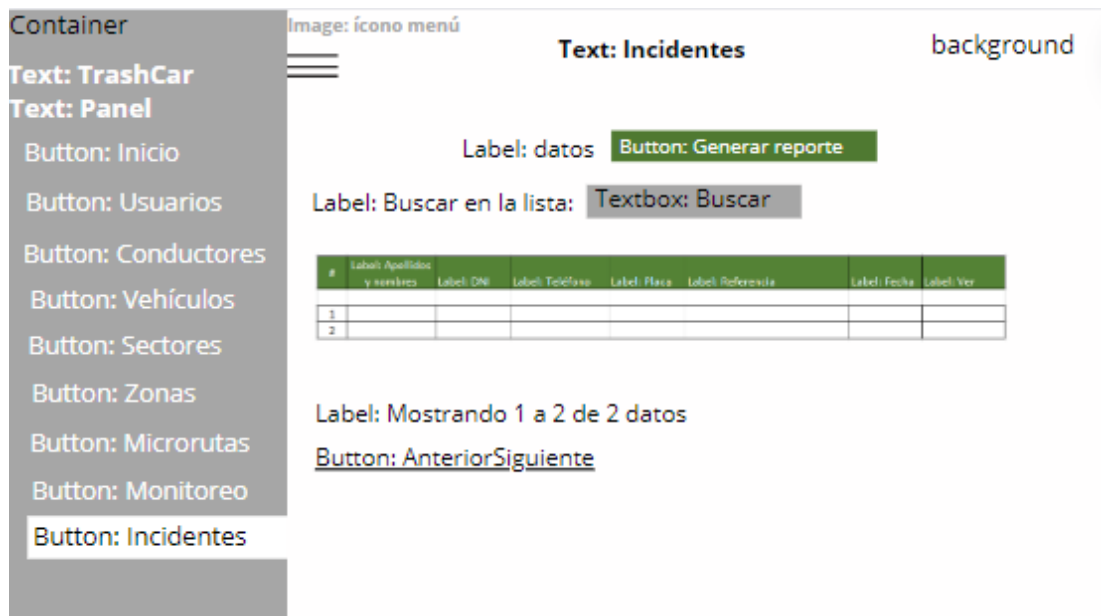 Container
Text: TrashCar
Text: Panel
Button: Inicio
Button: Usuarios
Button: Conductores
Button: Vehículos
Button: Sectores
Button: Zonas
Button: Microrutas
Button: Monitoreo
Button: Incidentes
Image: ícono menú
Text: Incidentes
background
Label: datos Button: Generar reporte
Label: Buscar en la lista: Textbox: Buscar
# Label: Apellidos y nombres Label: DNI Label: Teléfono Label: Placa Label: Referencia Label: Fecha Label: Ver
1
2
Label: Mostrando 1 a 2 de 2 datos
Button: AnteriorSiguiente